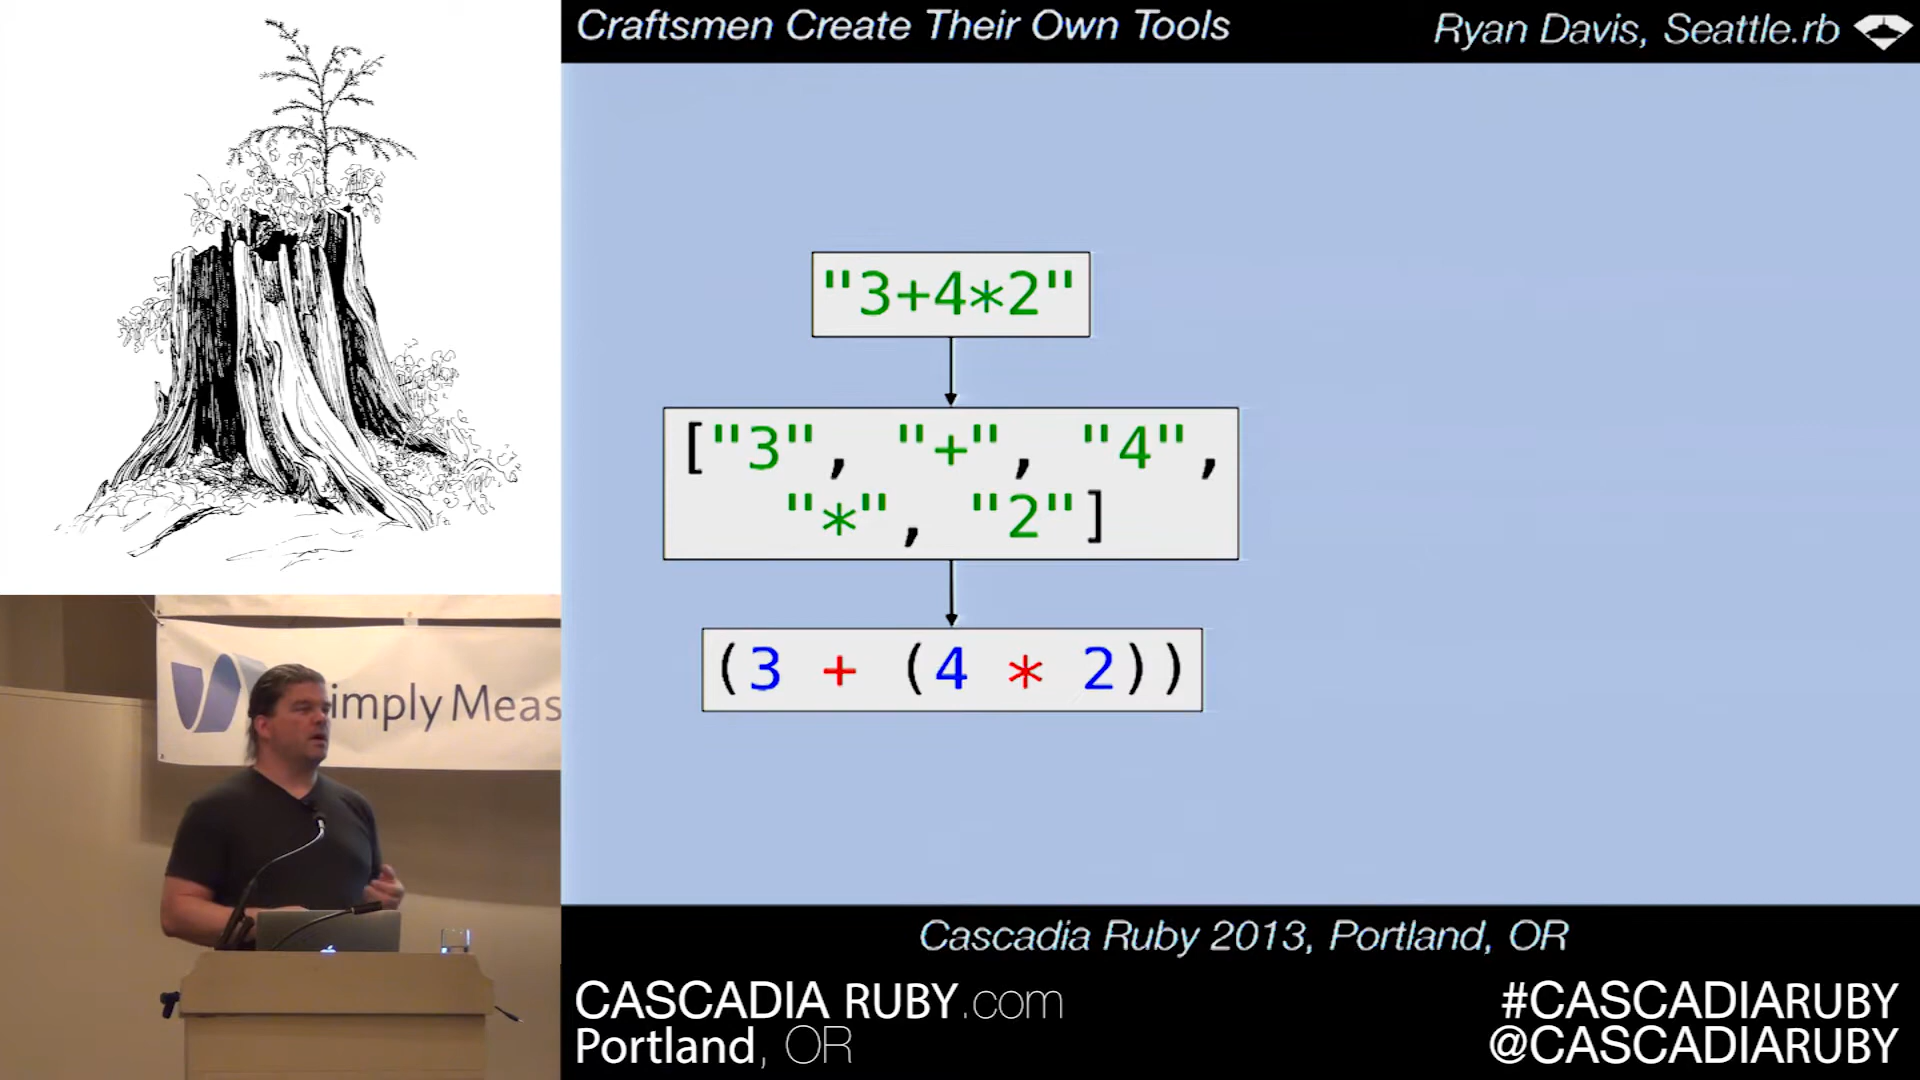 Craftsmen Create Their Own Tools
Ryan Davis, Seattle.rb
"3+4*2"
["3", "+", "4",
"*", "2"]
(3 + (4 * 2))
imply Meas
Cascadia Ruby 2013, Portland, OR
CASCADIA RUBY.com
Portland, OR
#CASCADIARUBY
@CASCADIARUBY